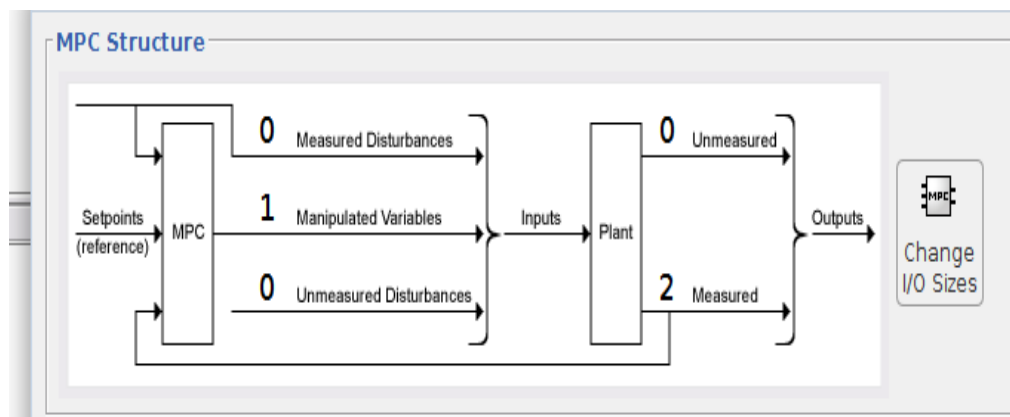 MPC Structure
0 Measured Disturbances
0 Unmeasured
Setpoints
(reference)
MPC
1 Manipulated Variables
Inputs
Plant
Outputs
0 Unmeasured Disturbances
2 Measured
MPC
Change
I/O Sizes